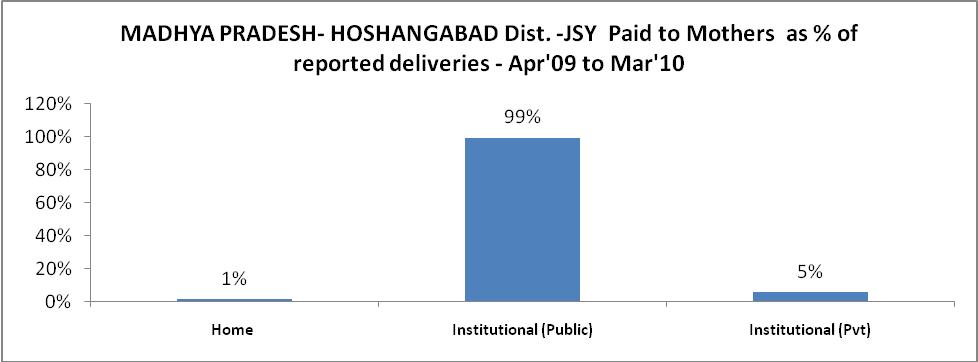 MADHYA PRADESH- HOSHANGABAD Dist. -JSY Paid to Mothers as % of
reported deliveries - Apr'09 to Mar'10
120%
100%
80%
60%
40%
20%
0%
1%
99%
5%
Home
Institutional (Public)
Institutional (Pvt)